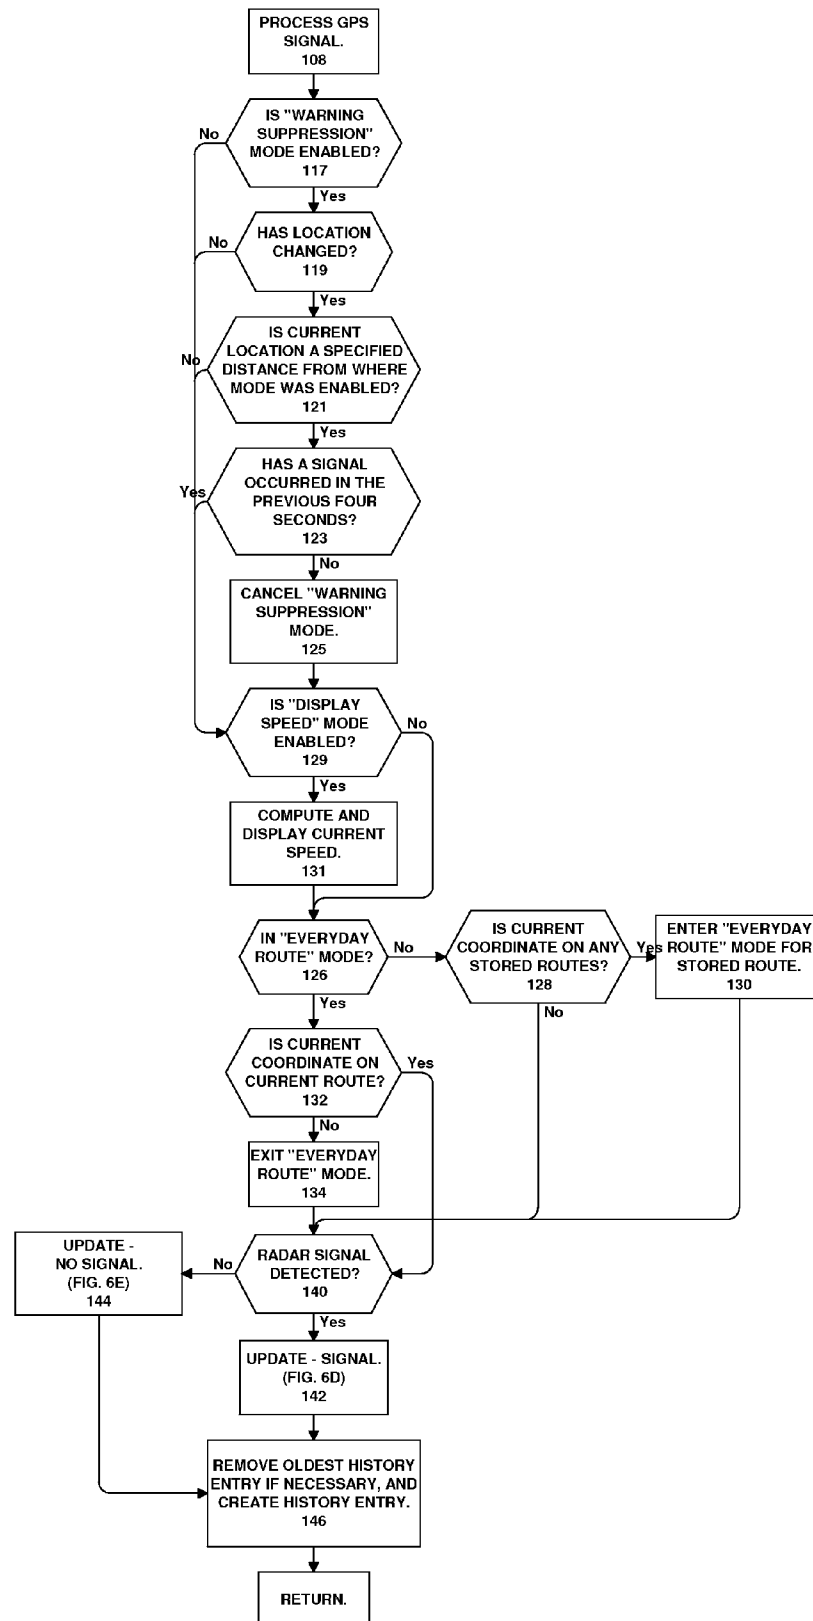 PROCESS GPS
SIGNAL.
108
IS "WARNING
SUPPRESSION"
MODE ENABLED?
117
No
Yes
HAS LOCATION
CHANGED?
119
No
Yes
IS CURRENT
LOCATION A SPECIFIED
DISTANCE FROM WHERE
MODE WAS ENABLED?
121
No
Yes
HAS A SIGNAL
OCCURRED IN THE
PREVIOUS FOUR
SECONDS?
123
Yes
No
CANCEL "WARNING
SUPPRESSION"
MODE.
125
IS "DISPLAY
SPEED" MODE
ENABLED?
129
No
Yes
COMPUTE AND
DISPLAY CURRENT
SPEED.
131
IN "EVERYDAY
ROUTE" MODE?
126
No
Yes
IS CURRENT
COORDINATE ON ANY
STORED ROUTES?
128
Yes
No
ENTER "EVERYDAY
ROUTE" MODE FOR
STORED ROUTE.
130
IS CURRENT
COORDINATE ON
CURRENT ROUTE?
132
Yes
No
EXIT "EVERYDAY
ROUTE" MODE.
134
RADAR SIGNAL
DETECTED?
140
No
Yes
UPDATE -
NO SIGNAL.
(FIG. 6E)
144
UPDATE - SIGNAL.
(FIG. 6D)
142
REMOVE OLDEST HISTORY
ENTRY IF NECESSARY, AND
CREATE HISTORY ENTRY.
146
RETURN.